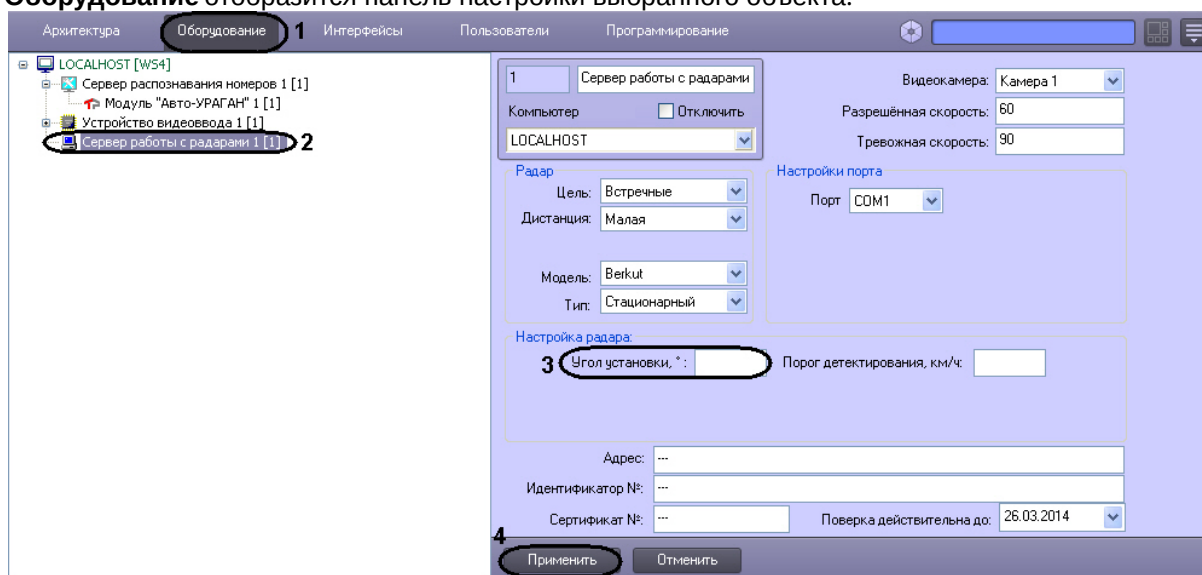 Оборудование отобразится панель настройки выбранного объекта.
Архитектура Оборудование 1 Интерфейсы Пользователи Программирование
LOCALHOST [WS4]
Сервер распознавания номеров 1 [1]
Модуль "Авто-УРАГАН" 1 [1]
Устройство видеоввода 1 [1]
Сервер работы с радарами 1 [1] 2
1 Сервер работы с радарами
Компьютер Отключить
LOCALHOST
Видеокамера: Камера 1
Разрешённая скорость: 60
Тревожная скорость: 90
Радар
Цель: Встречные
Дистанция: Малая
Модель: Berkut
Тип: Стационарный
Настройки порта
Порт COM1
Настройка радара:
3 Угол установки, °: Порог детектирования, км/ч:
Адрес: ---
Идентификатор №: ---
Сертификат №: --- Поверка действительна до: 26.03.2014
4
Применить Отменить